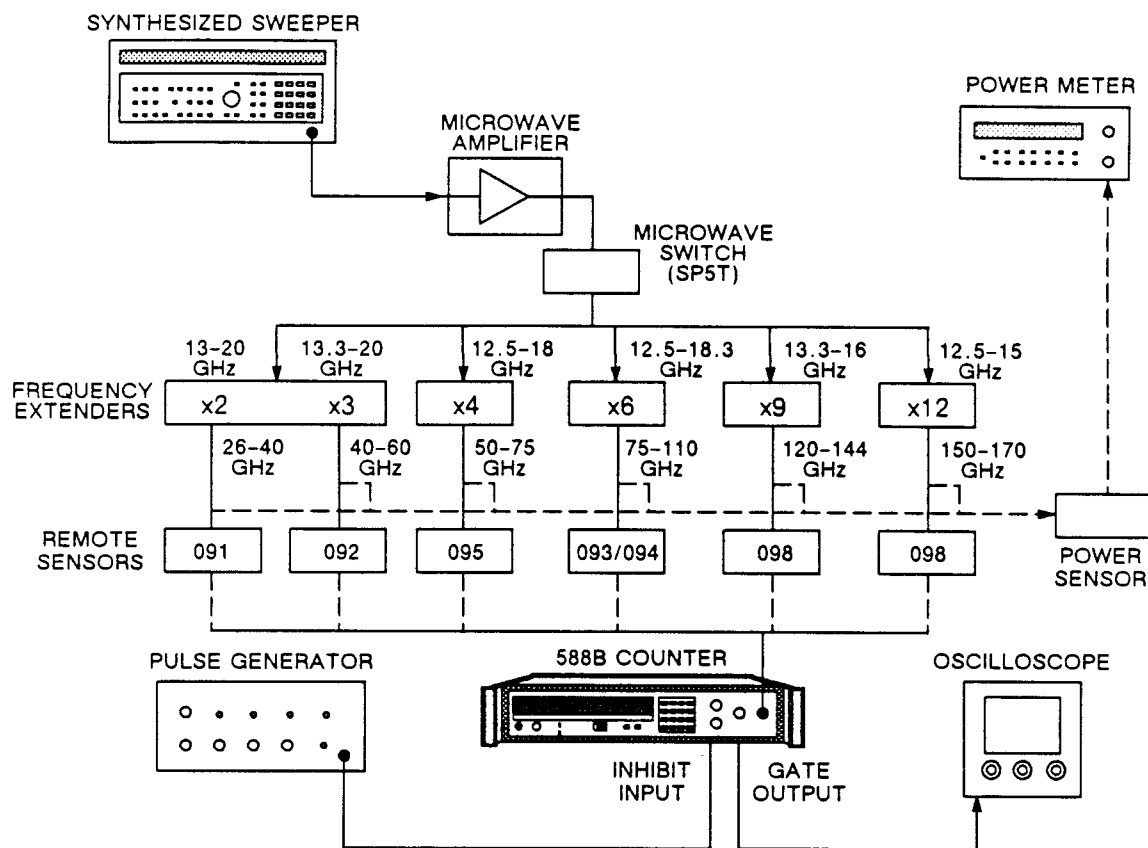 SYNTHESIZED SWEEPER
POWER METER
MICROWAVE
AMPLIFIER
MICROWAVE
SWITCH
(SP5T)
13–20
GHz
13.3–20
GHz
12.5–18
GHz
12.5–18.3
GHz
13.3–16
GHz
12.5–15
GHz
FREQUENCY
EXTENDERS
x2
x3
x4
x6
x9
x12
26–40
GHz
40–60
GHz
50–75
GHz
75–110
GHz
120–144
GHz
150–170
GHz
REMOTE
SENSORS
091
092
095
093/094
098
098
POWER
SENSOR
PULSE GENERATOR
588B COUNTER
OSCILLOSCOPE
INHIBIT
INPUT
GATE
OUTPUT